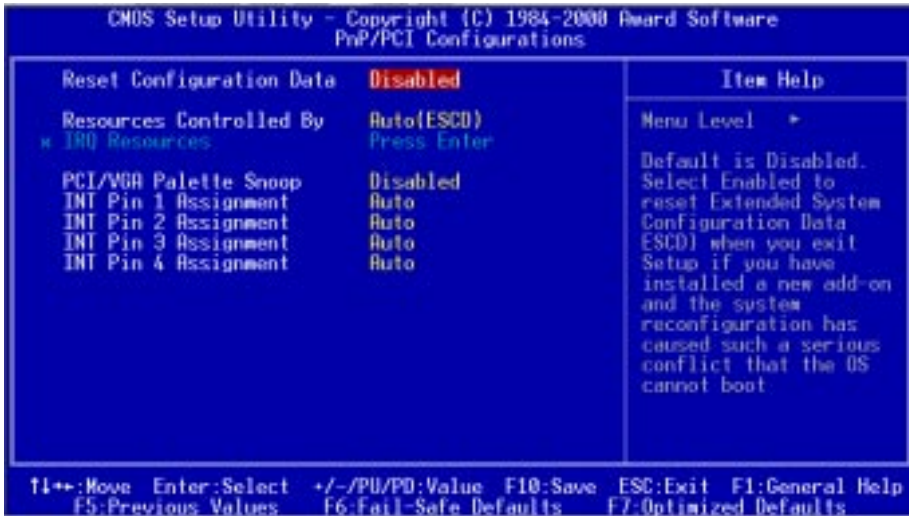 CMOS Setup Utility - Copyright (C) 1984-2000 Award Software
PnP/PCI Configurations
Reset Configuration Data Disabled
Resources Controlled By Auto(ESCD)
x IRQ Resources Press Enter
PCI/VGA Palette Snoop Disabled
INT Pin 1 Assignment Auto
INT Pin 2 Assignment Auto
INT Pin 3 Assignment Auto
INT Pin 4 Assignment Auto
Item Help
Menu Level ►
Default is Disabled.
Select Enabled to
reset Extended System
Configuration Data
ESCD) when you exit
Setup if you have
installed a new add-on
and the system
reconfiguration has
caused such a serious
conflict that the OS
cannot boot
↑↓→←:Move Enter:Select +/-/PU/PD:Value F10:Save ESC:Exit F1:General Help
F5:Previous Values F6:Fail-Safe Defaults F7:Optimized Defaults